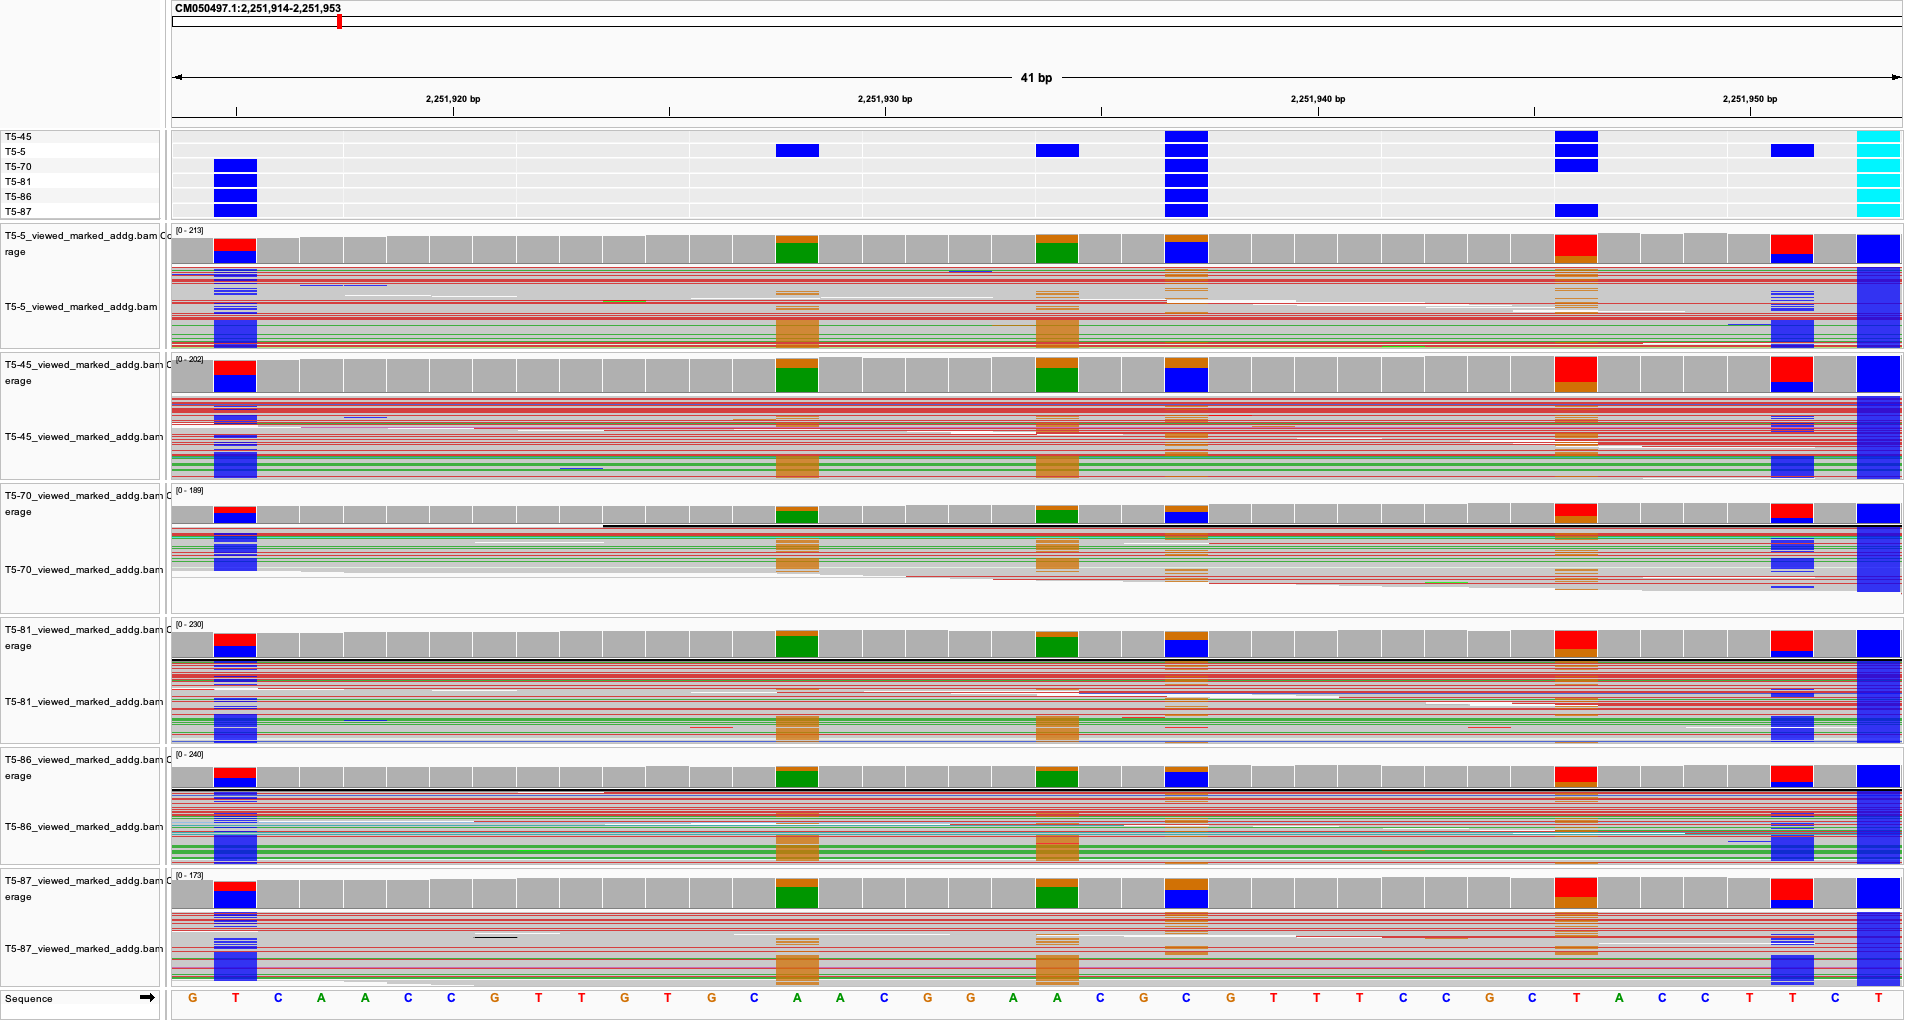 CM050497.1:2,251,914-2,251,953
41 bp
2,251,920 bp 2,251,930 bp 2,251,940 bp 2,251,950 bp
T5-45
T5-5
T5-70
T5-81
T5-86
T5-87
T5-5_viewed_marked_addg.bam Co
rage
[0 - 213]
T5-5_viewed_marked_addg.bam
T5-45_viewed_marked_addg.bam C
erage
[0 - 202]
T5-45_viewed_marked_addg.bam
T5-70_viewed_marked_addg.bam C
erage
[0 - 189]
T5-70_viewed_marked_addg.bam
T5-81_viewed_marked_addg.bam C
erage
[0 - 230]
T5-81_viewed_marked_addg.bam
T5-86_viewed_marked_addg.bam C
erage
[0 - 240]
T5-86_viewed_marked_addg.bam
T5-87_viewed_marked_addg.bam C
erage
[0 - 173]
T5-87_viewed_marked_addg.bam
Sequence G T C A A C C G T T G T G C A A C G G A A C G C G T T T C C G C T A C C T T C T